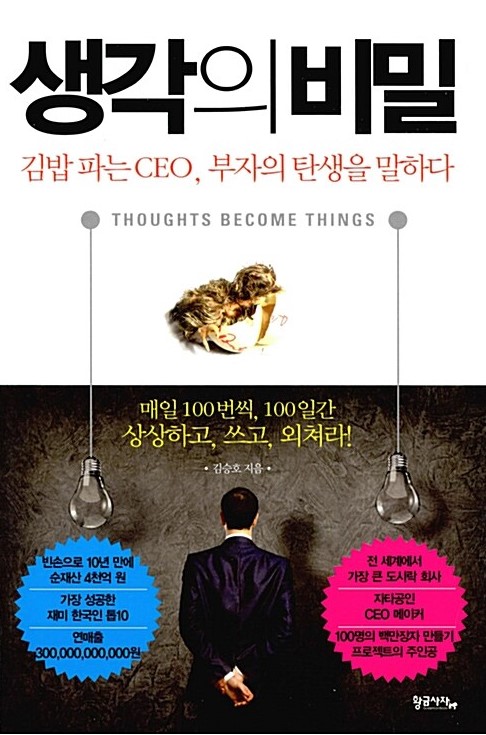 생각의 비밀
김밥 파는 CEO, 부자의 탄생을 말하다
THOUGHTS BECOME THINGS
매일 100번씩, 100일간
상상하고, 쓰고, 외쳐라!
• 김승호 지음 •
빈손으로 10년 만에
순재산 4천억 원
가장 성공한
재미 한국인 톱10
연매출
300,000,000,000원
전 세계에서
가장 큰 도시락 회사
자타공인
CEO 메이커
100명의 백만장자 만들기
프로젝트의 주인공
황금사자